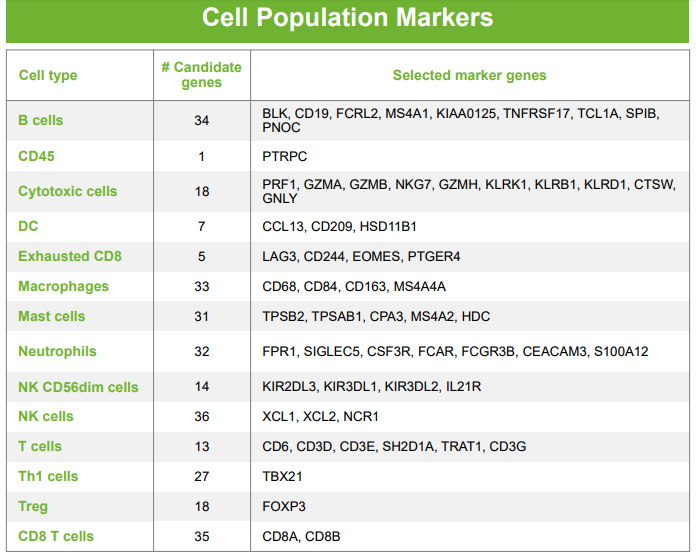 Cell Population Markers
Cell type # Candidate genes Selected marker genes
B cells 34 BLK, CD19, FCRL2, MS4A1, KIAA0125, TNFRSF17, TCL1A, SPIB,
PNOC
CD45 1 PTRPC
Cytotoxic cells 18 PRF1, GZMA, GZMB, NKG7, GZMH, KLRK1, KLRB1, KLRD1, CTSW,
GNLY
DC 7 CCL13, CD209, HSD11B1
Exhausted CD8 5 LAG3, CD244, EOMES, PTGER4
Macrophages 33 CD68, CD84, CD163, MS4A4A
Mast cells 31 TPSB2, TPSAB1, CPA3, MS4A2, HDC
Neutrophils 32 FPR1, SIGLEC5, CSF3R, FCAR, FCGR3B, CEACAM3, S100A12
NK CD56dim cells 14 KIR2DL3, KIR3DL1, KIR3DL2, IL21R
NK cells 36 XCL1, XCL2, NCR1
T cells 13 CD6, CD3D, CD3E, SH2D1A, TRAT1, CD3G
Th1 cells 27 TBX21
Treg 18 FOXP3
CD8 T cells 35 CD8A, CD8B